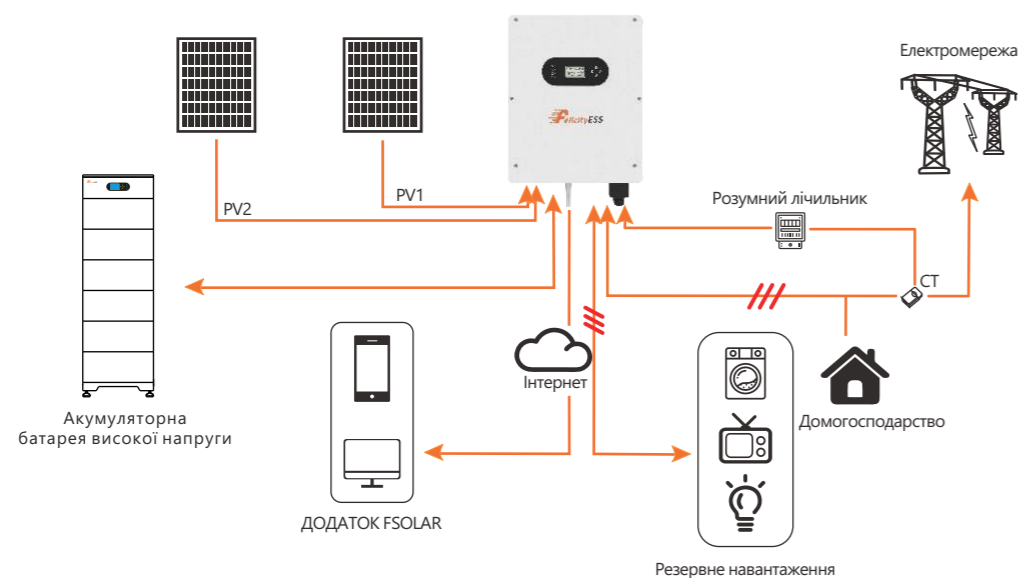 Електромережа
FelicityESS
Розумний лічильник
PV2
PV1
CT
Інтернет
Акумуляторна
батарея високої напруги
Домогосподарство
ДОДАТОК FSOLAR
Резервне навантаження